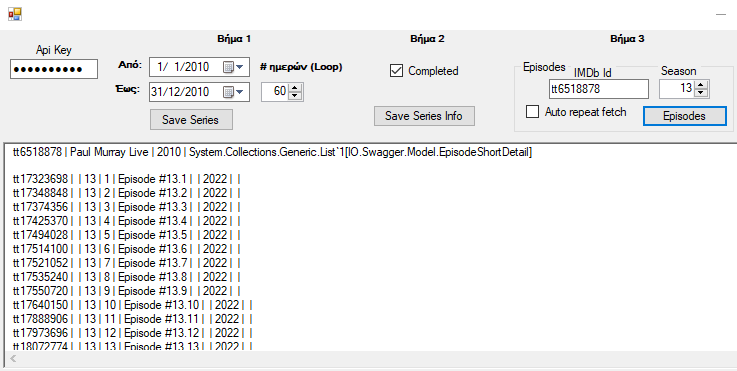 Βήμα 1
Βήμα 2
Βήμα 3
Api Key
●●●●●●●●●●
Από:
1/ 1/2010
# ημερών (Loop)
Έως:
31/12/2010
60
Save Series
Completed
Save Series Info
Episodes
IMDb Id
Season
tt6518878
13
Auto repeat fetch
Episodes
tt6518878 | Paul Murray Live | 2010 | System.Collections.Generic.List`1[IO.Swagger.Model.EpisodeShortDetail]
tt17323698 | | 13 | 1 | Episode #13.1 | | 2022 | |
tt17348848 | | 13 | 2 | Episode #13.2 | | 2022 | |
tt17374356 | | 13 | 3 | Episode #13.3 | | 2022 | |
tt17425370 | | 13 | 4 | Episode #13.4 | | 2022 | |
tt17494028 | | 13 | 5 | Episode #13.5 | | 2022 | |
tt17514100 | | 13 | 6 | Episode #13.6 | | 2022 | |
tt17521052 | | 13 | 7 | Episode #13.7 | | 2022 | |
tt17535240 | | 13 | 8 | Episode #13.8 | | 2022 | |
tt17550720 | | 13 | 9 | Episode #13.9 | | 2022 | |
tt17640150 | | 13 | 10 | Episode #13.10 | | 2022 | |
tt17888906 | | 13 | 11 | Episode #13.11 | | 2022 | |
tt17973696 | | 13 | 12 | Episode #13.12 | | 2022 | |
tt18072774 | | 13 | 13 | Episode #13.13 | | 2022 | |